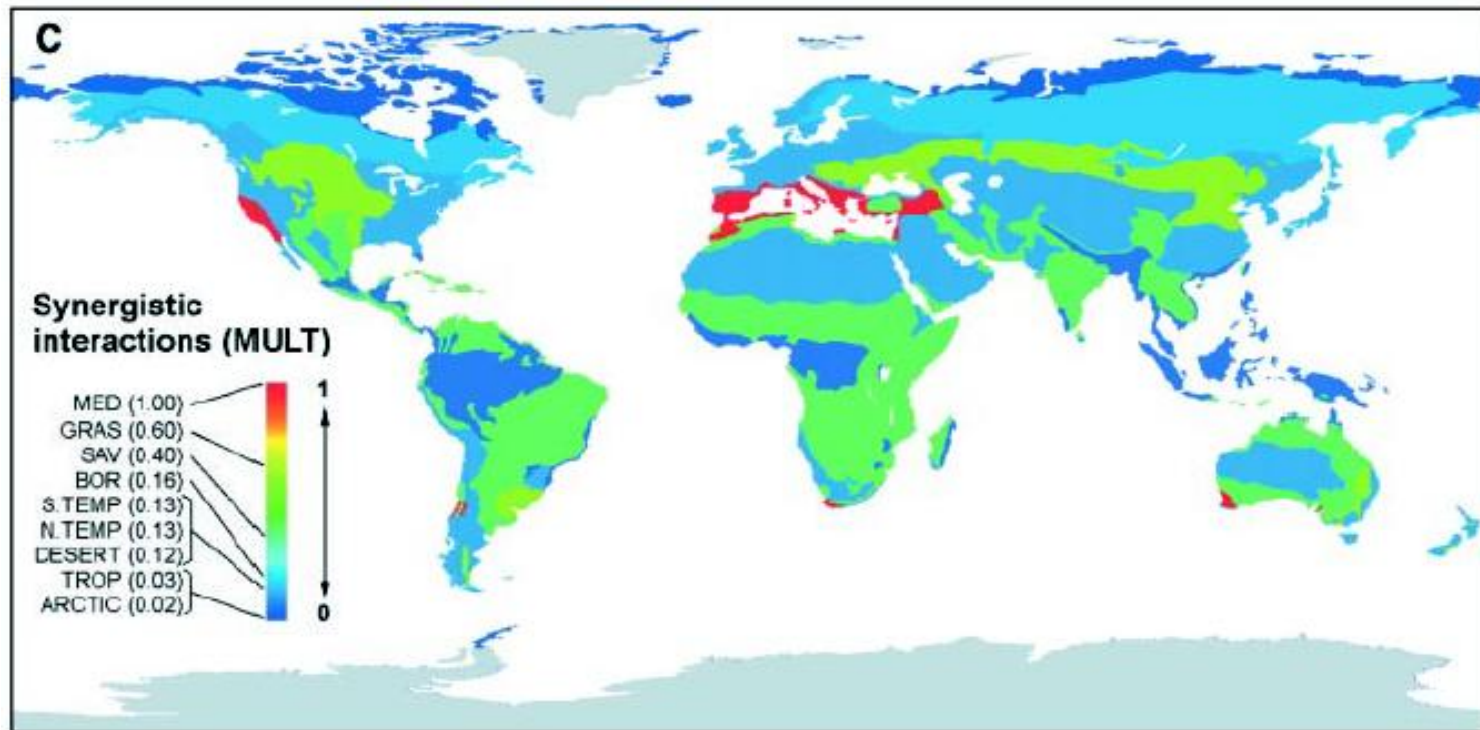 C
Synergistic
interactions (MULT)
MED (1.00)
GRAS (0.60)
SAV (0.40)
BOR (0.16)
S.TEMP (0.13)
N.TEMP (0.13)
DESERT (0.12)
TROP (0.03)
ARCTIC (0.02)
1
0